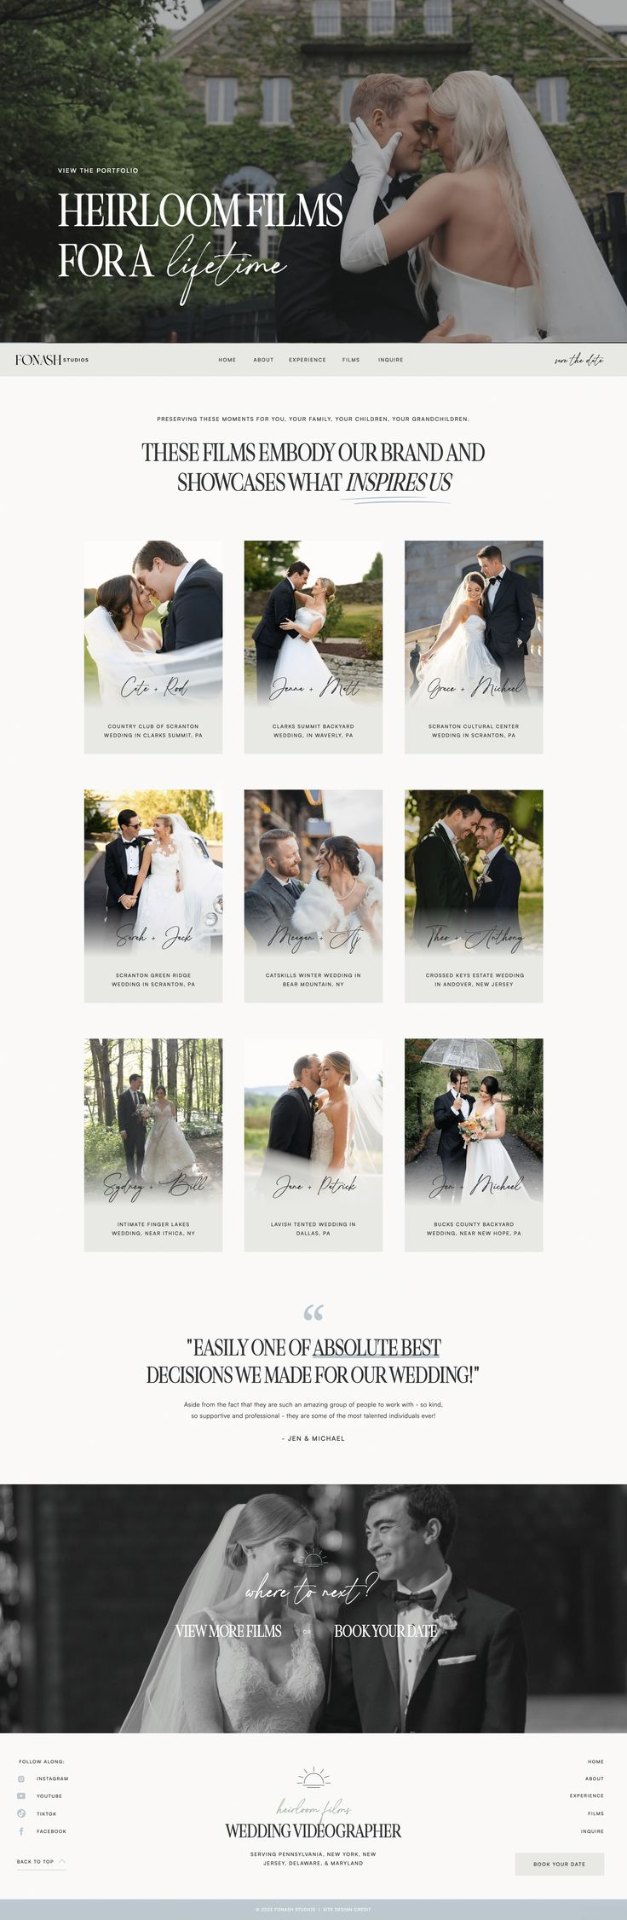 VIEW THE PORTFOLIO
HEIRLOOM FILMS
FOR A lifetime
FONASH STUDIOS
HOME
ABOUT
EXPERIENCE
FILMS
INQUIRE
save the date
PRESERVING THESE MOMENTS FOR YOU, YOUR FAMILY, YOUR CHILDREN, YOUR GRANDCHILDREN.
THESE FILMS EMBODY OUR BRAND AND
SHOWCASES WHAT INSPIRES US
Cate + Rod
COUNTRY CLUB OF SCRANTON
WEDDING IN CLARKS SUMMIT, PA
Jenna + Matt
CLARKS SUMMIT BACKYARD
WEDDING, IN WAVERLY, PA
Grace + Michael
SCRANTON CULTURAL CENTER
WEDDING IN SCRANTON, PA
Sarah + Jack
SCRANTON GREEN RIDGE
WEDDING IN SCRANTON, PA
Meegan + Aj
CATSKILLS WINTER WEDDING IN
BEAR MOUNTAIN, NY
Theo + Anthony
CROSSED KEYS ESTATE WEDDING
IN ANDOVER, NEW JERSEY
Sydney + Bill
INTIMATE FINGER LAKES
WEDDING, NEAR ITHICA, NY
Jane + Patrick
LAVISH TENTED WEDDING IN
DALLAS, PA
Jen + Michael
BUCKS COUNTY BACKYARD
WEDDING, NEAR NEW HOPE, PA
“
"EASILY ONE OF ABSOLUTE BEST
DECISIONS WE MADE FOR OUR WEDDING!"
Aside from the fact that they are such an amazing group of people to work with - so kind,
so supportive and professional - they are some of the most talented individuals ever!
- JEN & MICHAEL
where to next?
VIEW MORE FILMS
OR
BOOK YOUR DATE
FOLLOW ALONG:
INSTAGRAM
YOUTUBE
TIKTOK
FACEBOOK
BACK TO TOP
heirloom films
WEDDING VIDEOGRAPHER
SERVING PENNSYLVANIA, NEW YORK, NEW
JERSEY, DELAWARE, & MARYLAND
HOME
ABOUT
EXPERIENCE
FILMS
INQUIRE
BOOK YOUR DATE
FONASH STUDIOS | SITE DESIGN CREDIT